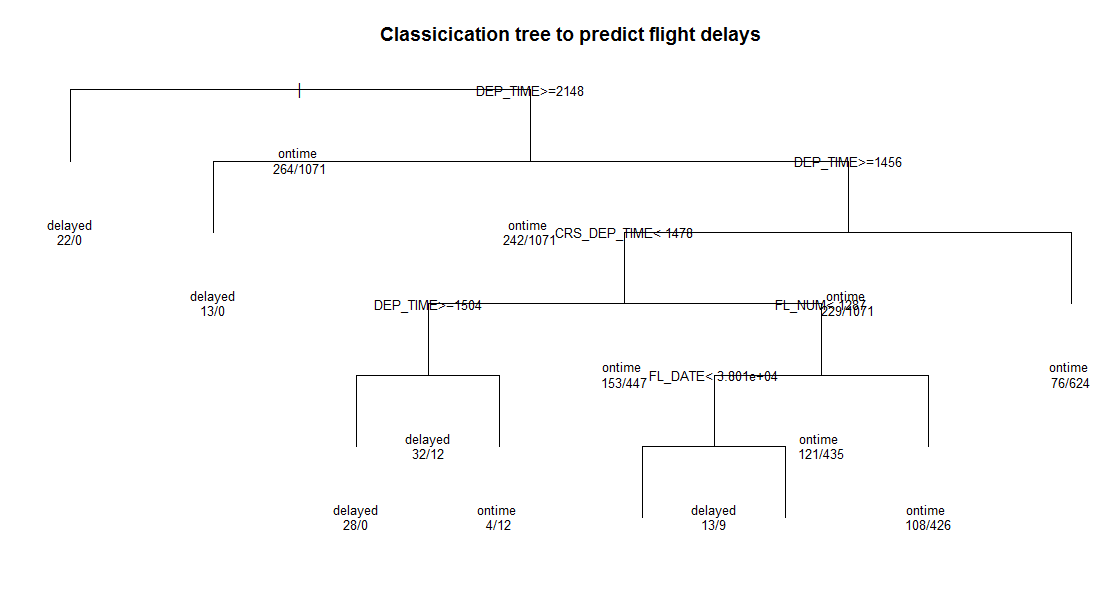 Classicication tree to predict flight delays
|
DEP_TIME>=2148
ontime
264/1071
DEP_TIME>=1456
delayed
22/0
ontime
242/1071
CRS_DEP_TIME< 1478
delayed
13/0
DEP_TIME>=1504
FL_NUM< 1287
ontime
229/1071
ontime
153/447
FL_DATE< 3.801e+04
ontime
76/624
delayed
32/12
ontime
121/435
delayed
28/0
ontime
4/12
delayed
13/9
ontime
108/426